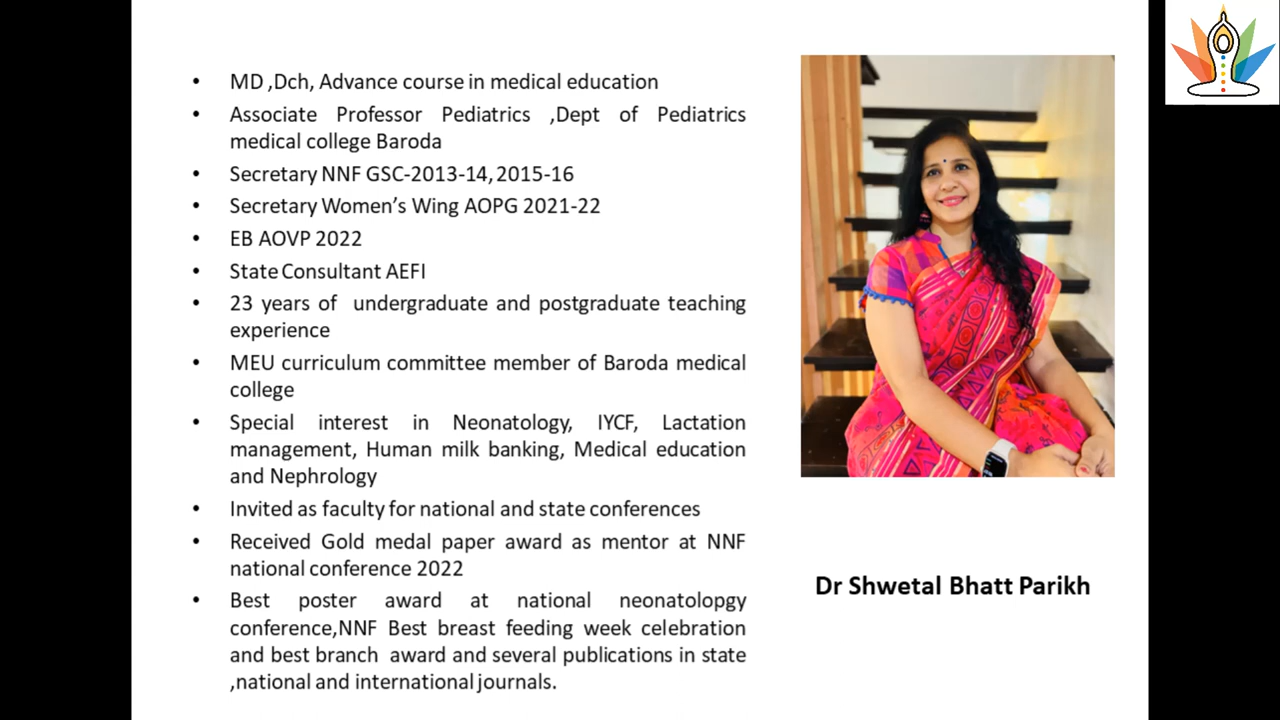 • MD ,Dch, Advance course in medical education
• Associate Professor Pediatrics ,Dept of Pediatrics
medical college Baroda
• Secretary NNF GSC-2013-14, 2015-16
• Secretary Women's Wing AOPG 2021-22
• EB AOVP 2022
• State Consultant AEFI
• 23 years of undergraduate and postgraduate teaching
experience
• MEU curriculum committee member of Baroda medical
college
• Special interest in Neonatology, IYCF, Lactation
management, Human milk banking, Medical education
and Nephrology
• Invited as faculty for national and state conferences
• Received Gold medal paper award as mentor at NNF
national conference 2022
• Best poster award at national neonatolopgy
conference,NNF Best breast feeding week celebration
and best branch award and several publications in state
,national and international journals.
Dr Shwetal Bhatt Parikh